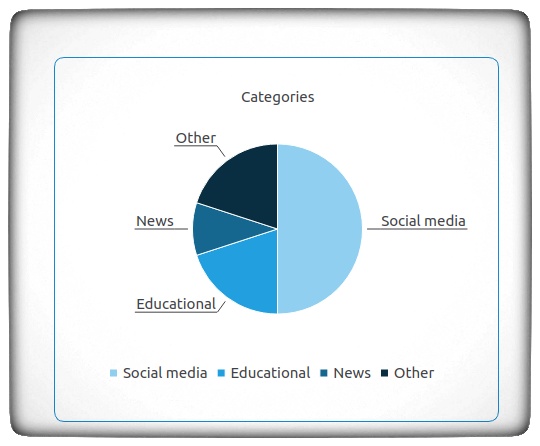 Categories
Other
News
Social media
Educational
Social media Educational News Other